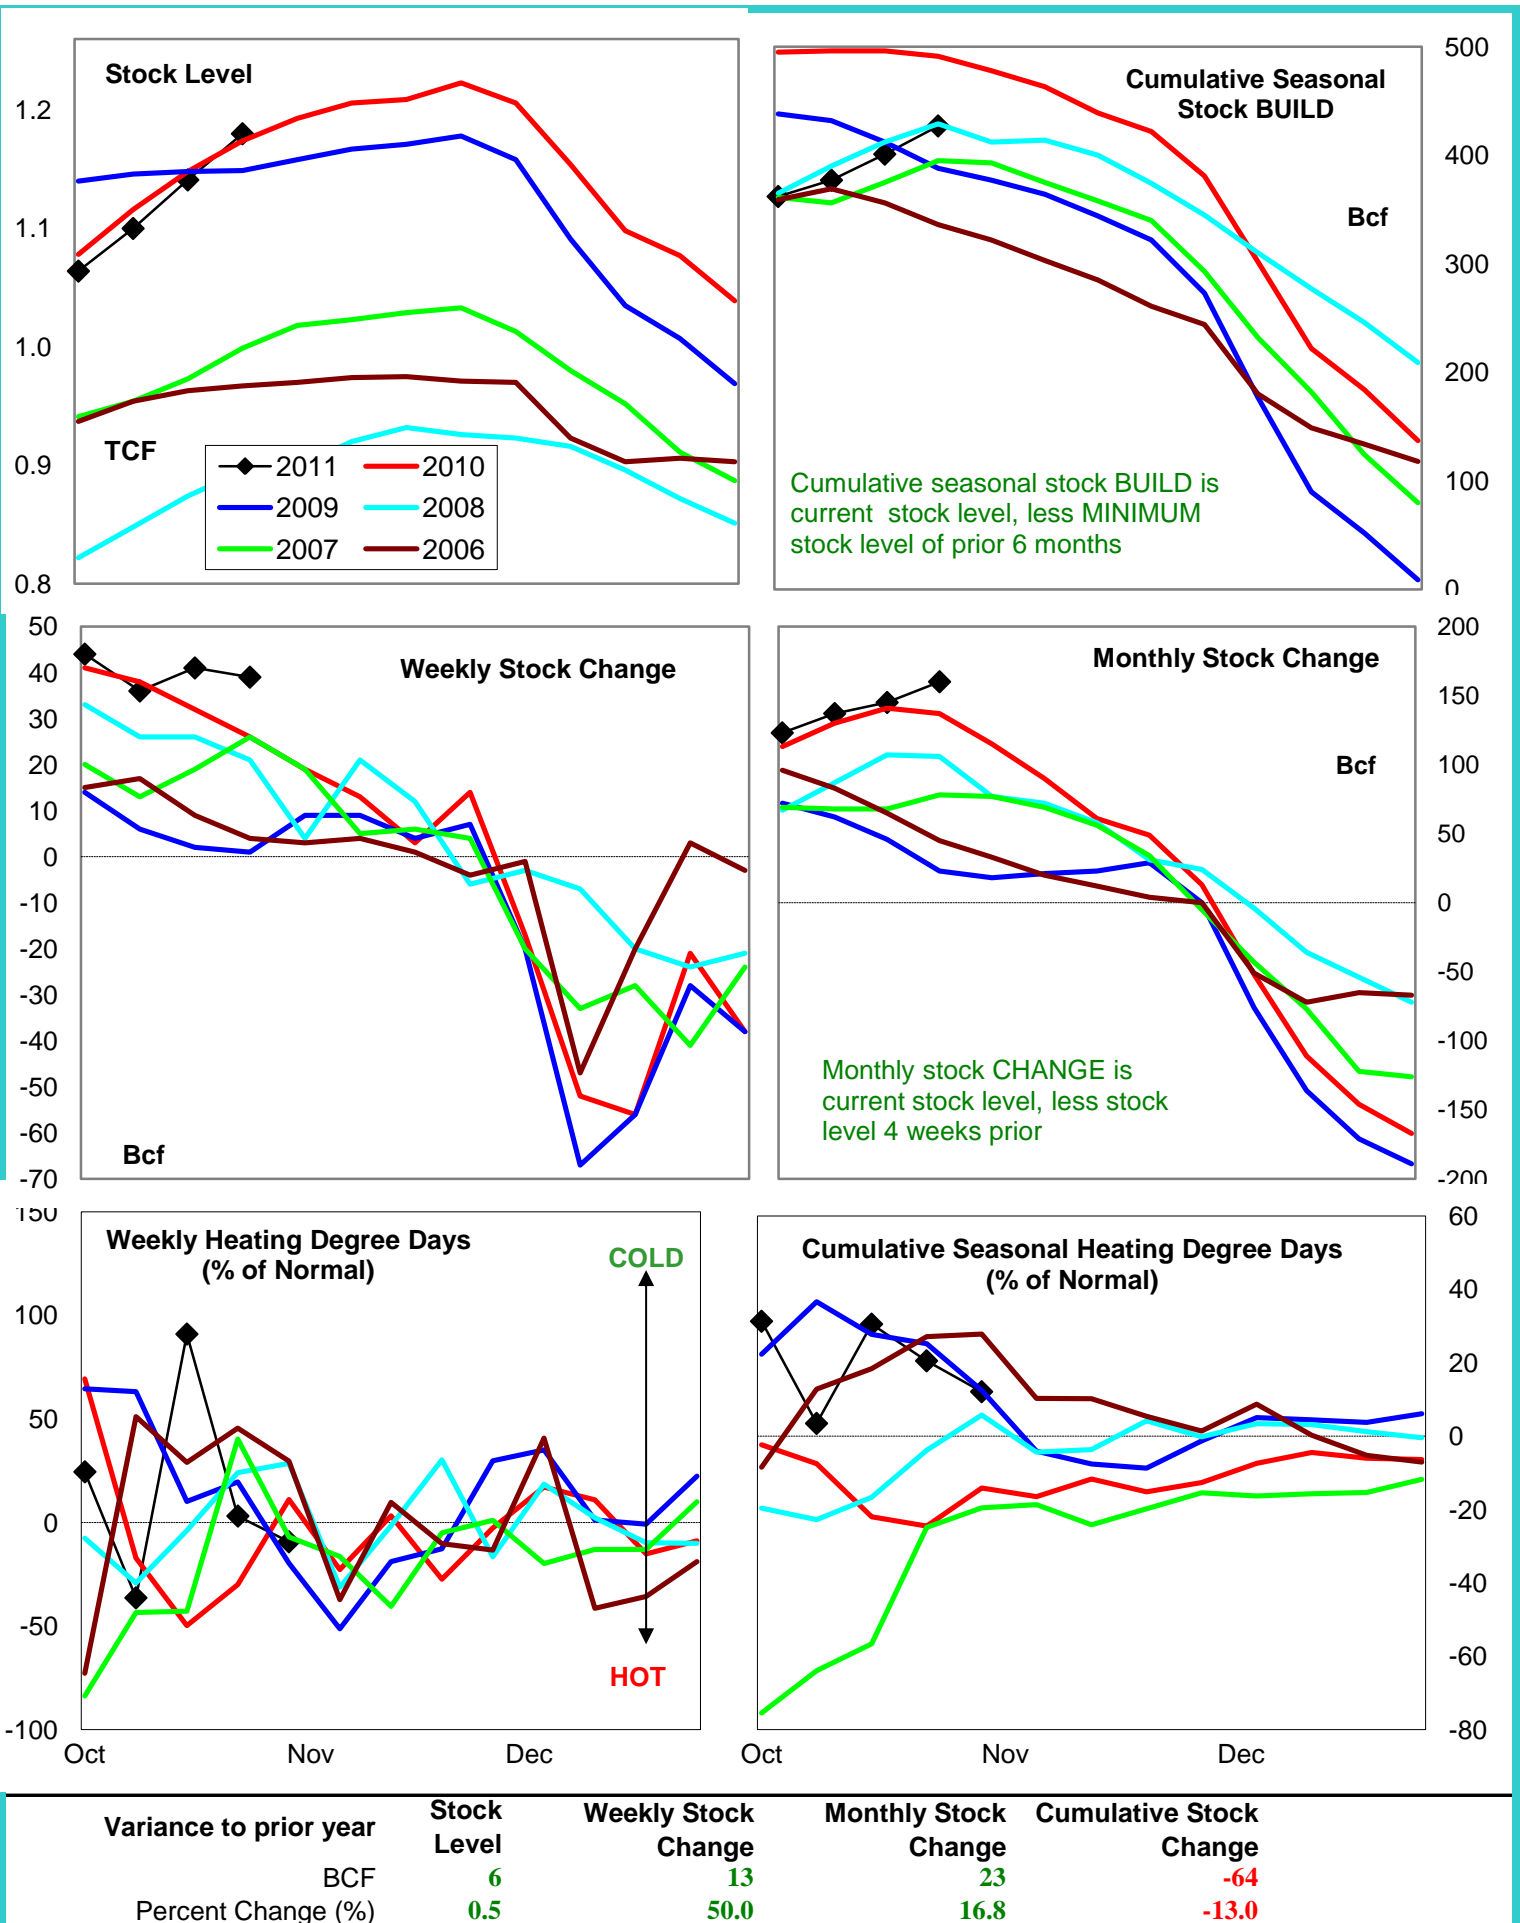 Stock Level
1.2
1.1
1.0
0.9
0.8
TCF
2011 2010
2009 2008
2007 2006
Cumulative Seasonal
Stock BUILD
Bcf
500
400
300
200
100
0
Cumulative seasonal stock BUILD is
current stock level, less MINIMUM
stock level of prior 6 months
50
40
30
20
10
0
-10
-20
-30
-40
-50
-60
-70
Weekly Stock Change
Bcf
Monthly Stock Change
Bcf
200
150
100
50
0
-50
-100
-150
-200
Monthly stock CHANGE is
current stock level, less stock
level 4 weeks prior
150
100
50
0
-50
-100
Weekly Heating Degree Days
(% of Normal)
COLD
HOT
Oct Nov Dec
Cumulative Seasonal Heating Degree Days
(% of Normal)
60
40
20
0
-20
-40
-60
-80
Oct Nov Dec
Variance to prior year
Stock
Level
Weekly Stock
Change
Monthly Stock
Change
Cumulative Stock
Change
BCF 6 13 23 -64
Percent Change (%) 0.5 50.0 16.8 -13.0